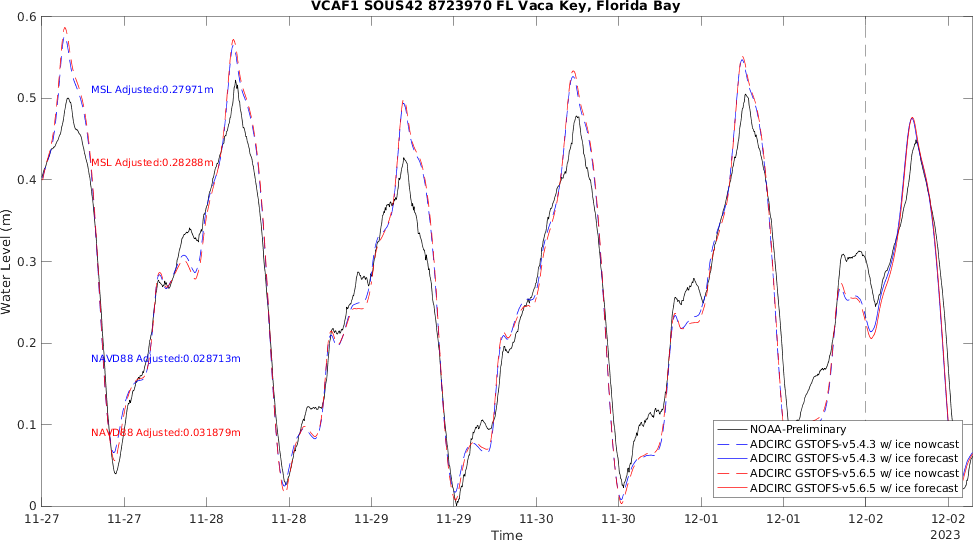 VCAF1 SOUS42 8723970 FL Vaca Key, Florida Bay
0.6
0.5
0.4
0.3
0.2
0.1
0
Water Level (m)
MSL Adjusted:0.27971m
MSL Adjusted:0.28288m
NAVD88 Adjusted:0.028713m
NAVD88 Adjusted:0.031879m
NOAA-Preliminary
ADCIRC GSTOFS-v5.4.3 w/ ice nowcast
ADCIRC GSTOFS-v5.4.3 w/ ice forecast
ADCIRC GSTOFS-v5.6.5 w/ ice nowcast
ADCIRC GSTOFS-v5.6.5 w/ ice forecast
11-27 11-27 11-28 11-28 11-29 11-29 11-30 11-30 12-01 12-01 12-02 12-02
2023
Time